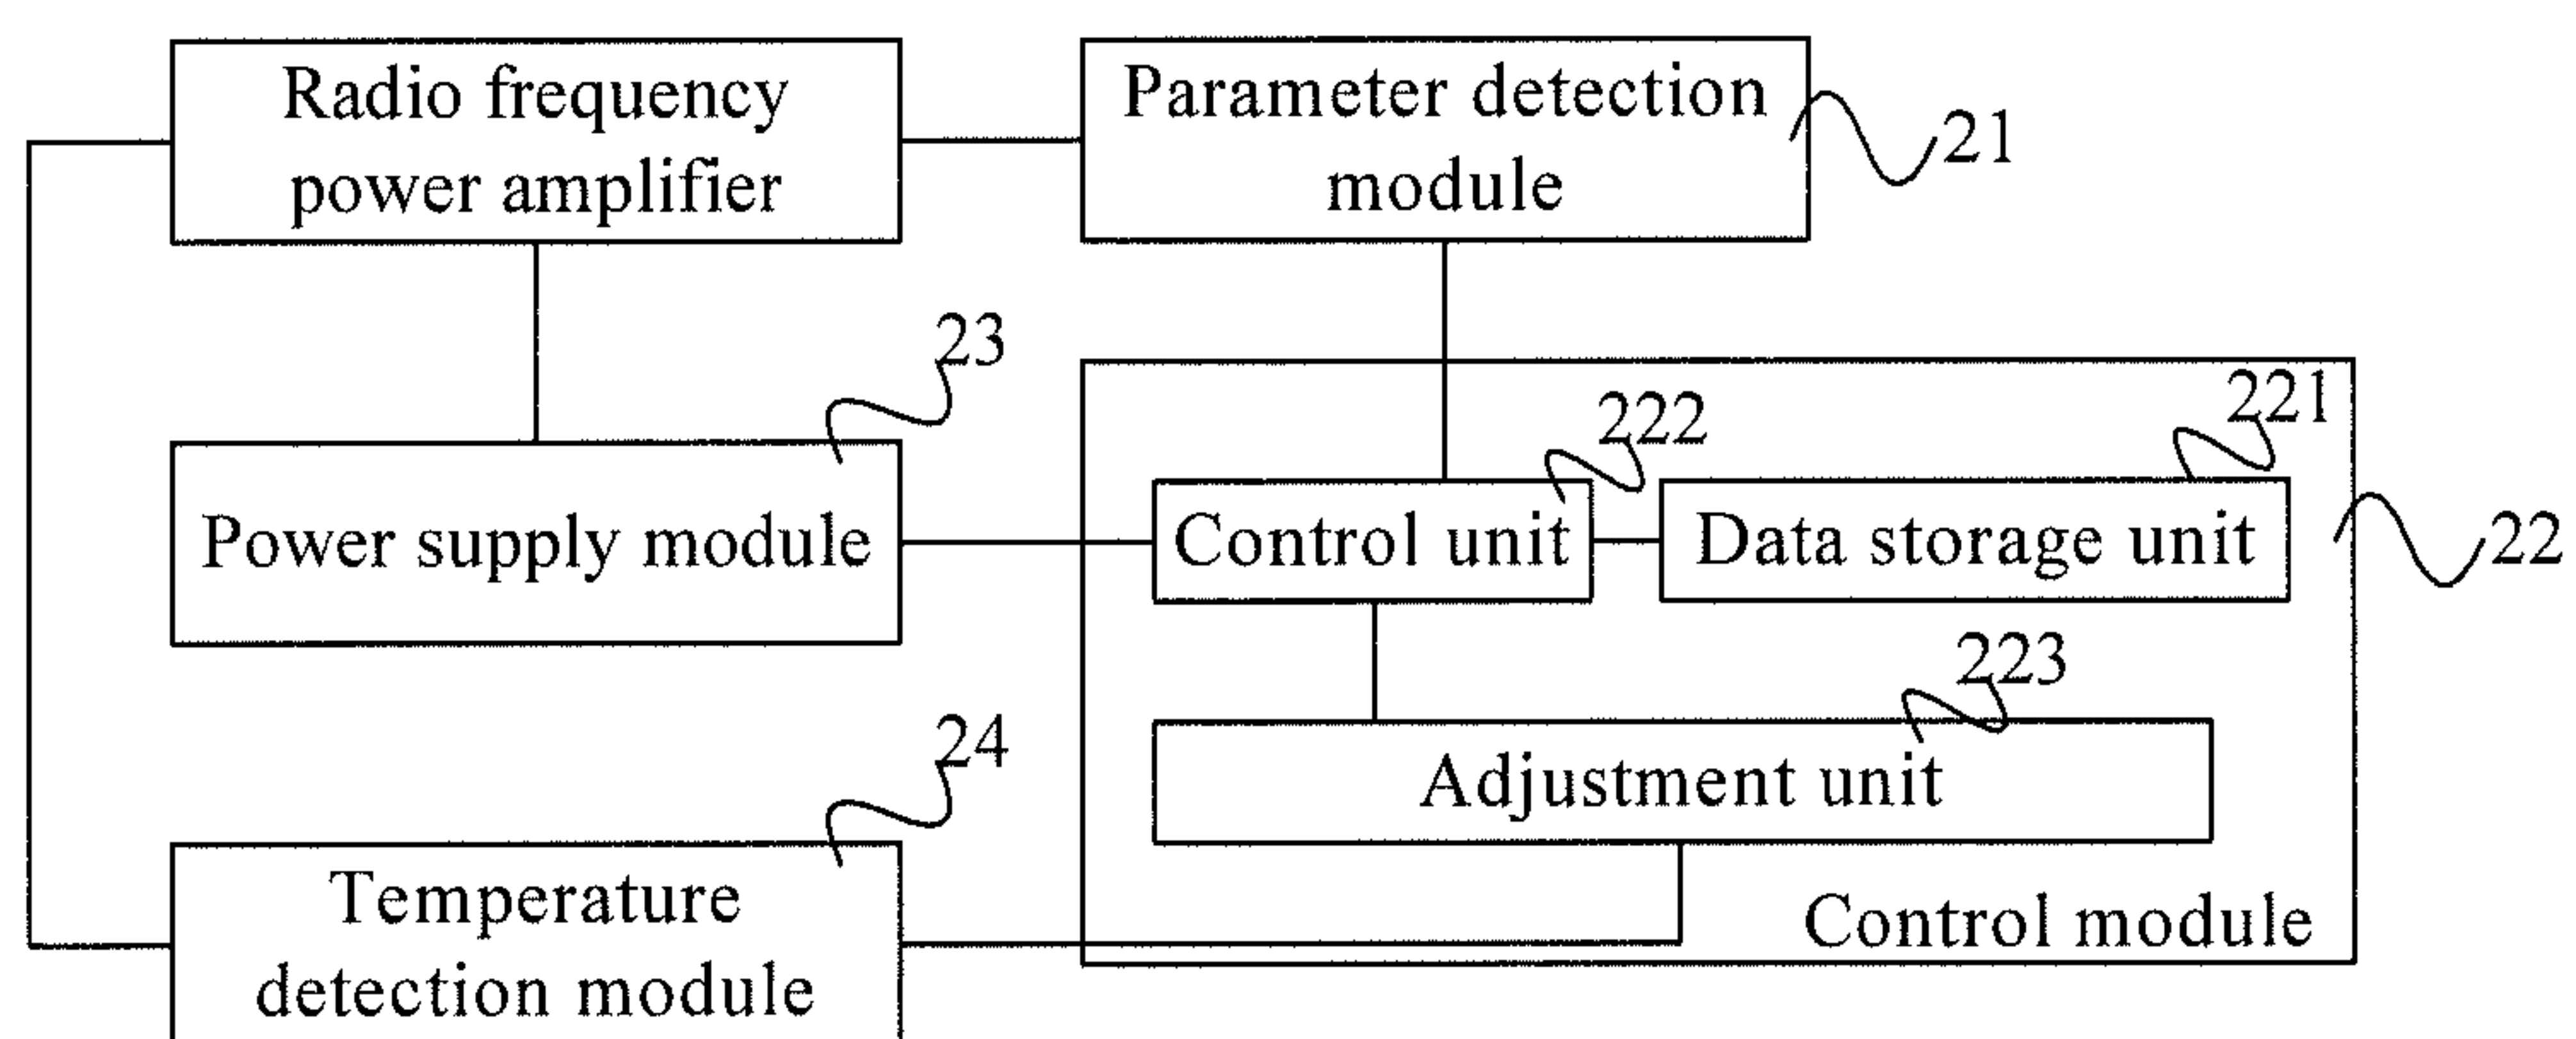 Radio frequency
power amplifier
Parameter detection
module
21
23
Power supply module
222
221
Control unit
Data storage unit
22
223
Adjustment unit
24
Temperature
detection module
Control module